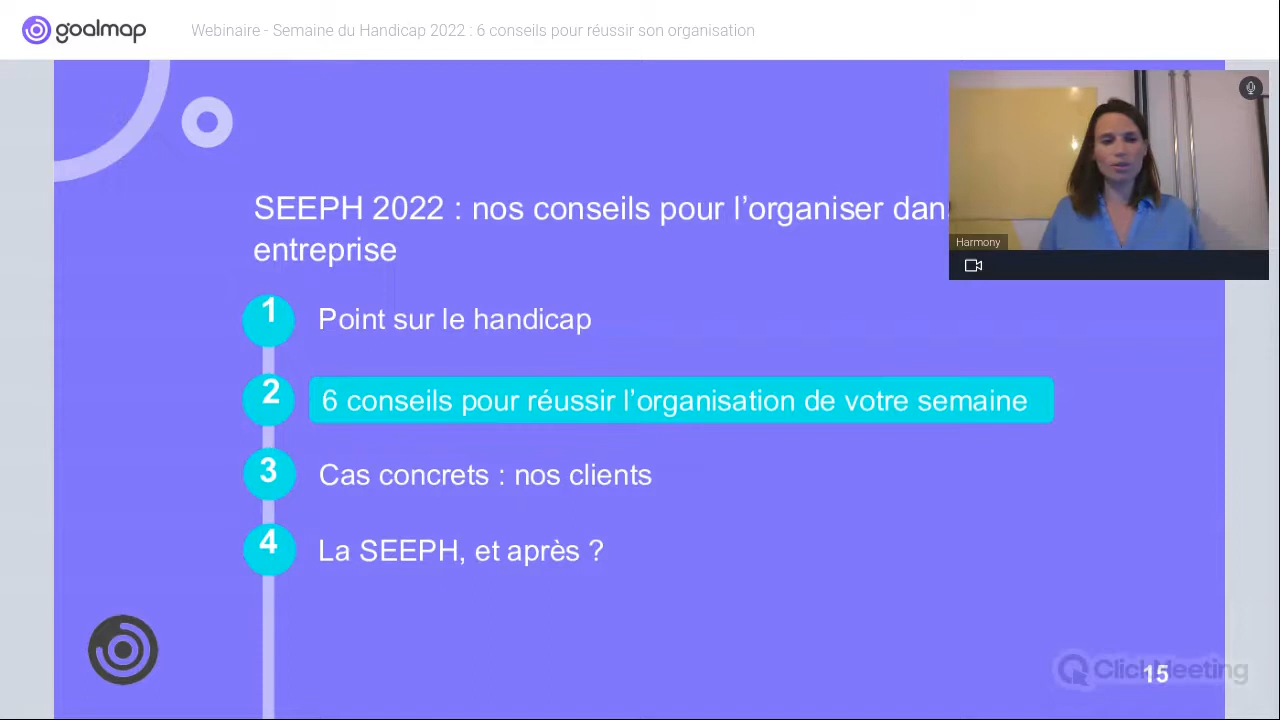 goalmap
Webinaire - Semaine du Handicap 2022 : 6 conseils pour réussir son organisation
SEEPH 2022 : nos conseils pour l’organiser dan
entreprise
Harmony
1 Point sur le handicap
2 6 conseils pour réussir l’organisation de votre semaine
3 Cas concrets : nos clients
4 La SEEPH, et après ?
ClickMeeting
15